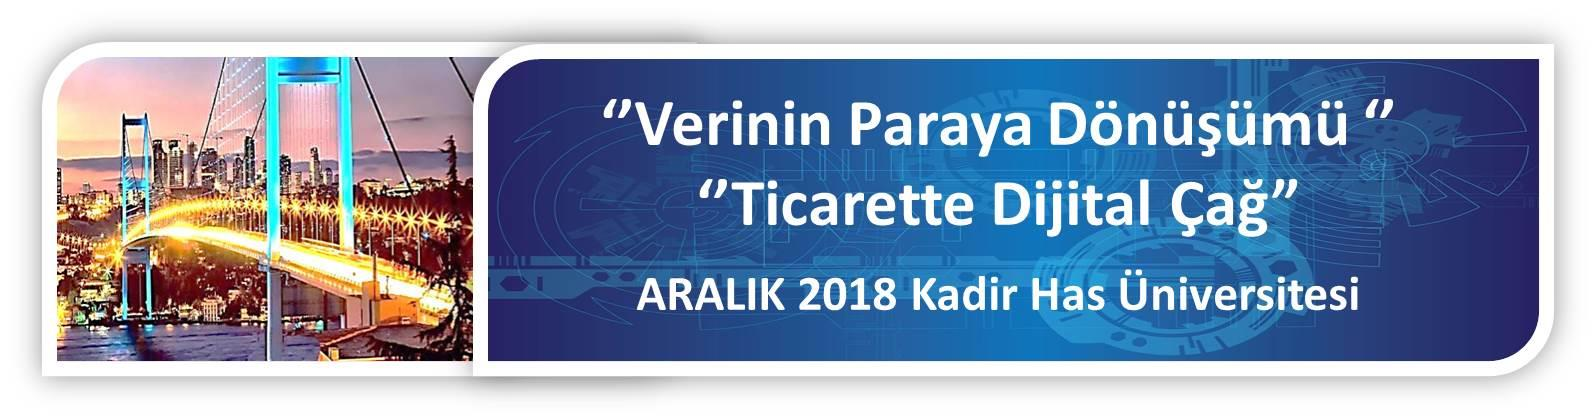 ‘’Verinin Paraya Dönüşümü ‘’
‘’Ticarette Dijital Çağ’’
ARALIK 2018 Kadir Has Üniversitesi